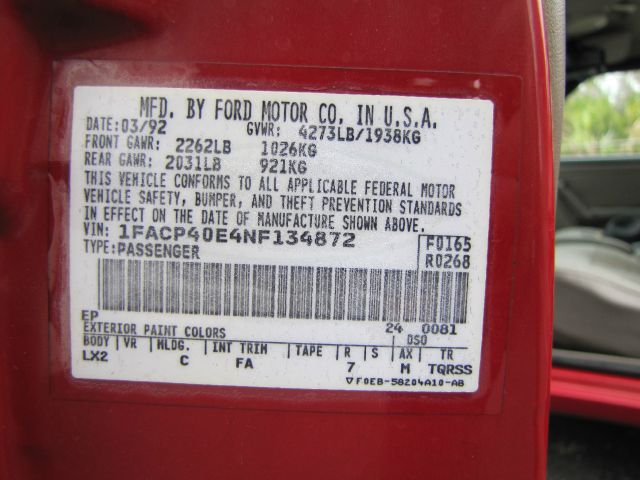 MFD. BY FORD MOTOR CO. IN U.S.A.
DATE: 03/92 GVWR: 4273LB/1938KG
FRONT GAWR: 2262LB 1026KG
REAR GAWR: 2031LB 921KG
THIS VEHICLE CONFORMS TO ALL APPLICABLE FEDERAL MOTOR
VEHICLE SAFETY, BUMPER, AND THEFT PREVENTION STANDARDS
IN EFFECT ON THE DATE OF MANUFACTURE SHOWN ABOVE.
VIN: 1FACP40E4NF134872 F0165
TYPE: PASSENGER R0268
EP 24 0081
EXTERIOR PAINT COLORS DSO
BODY VR MLDG. INT TRIM TAPE R S AX TR
LX2 C FA 7 M TQRSS
▽F0EB-58204A10-AB